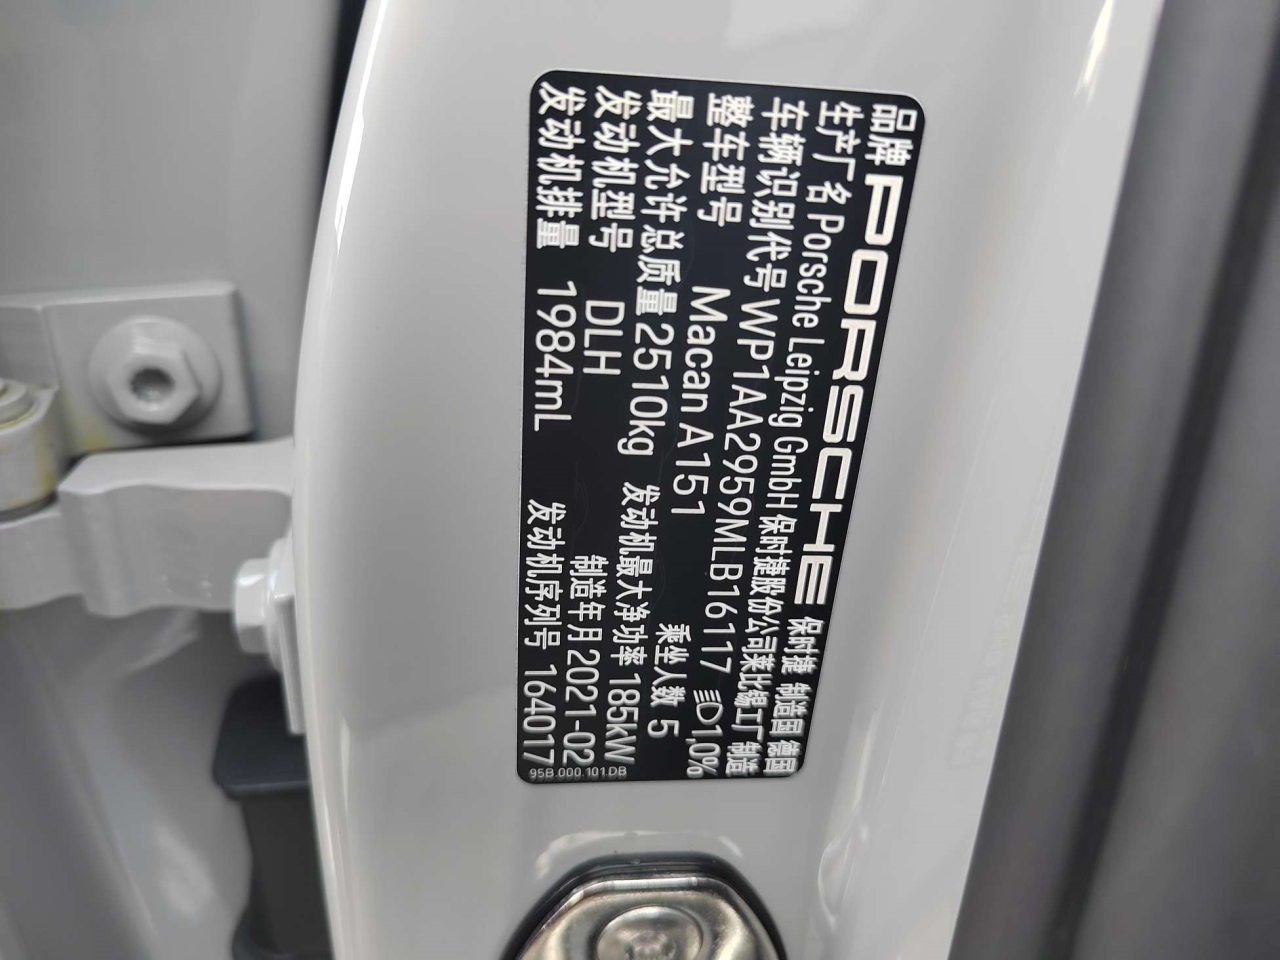 品牌 PORSCHE 保时捷 制造国 德国
生产厂名 Porsche Leipzig GmbH 保时捷股份公司莱比锡工厂 制造
车辆识别代号 WP1AA2959MLB16117 1,0%
整车型号 Macan A151 乘坐人数 5
最大允许总质量 2510kg 发动机最大净功率 185kW
发动机型号 DLH 制造年月 2021-02
发动机排量 1984mL 发动机序列号 164017
95B.000.101.DB